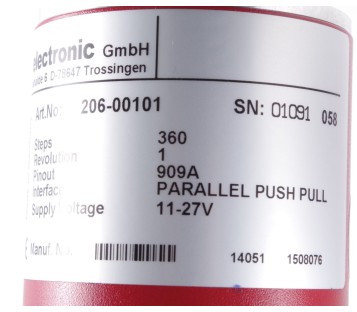 electronic GmbH
6 D-78647 Trossingen
Art.No: 206-00101 SN: 01091 058
Steps 360
Revolution 1
Pinout 909A
Interface PARALLEL PUSH PULL
Supply Voltage 11-27V
Manuf. N
14051 1508076